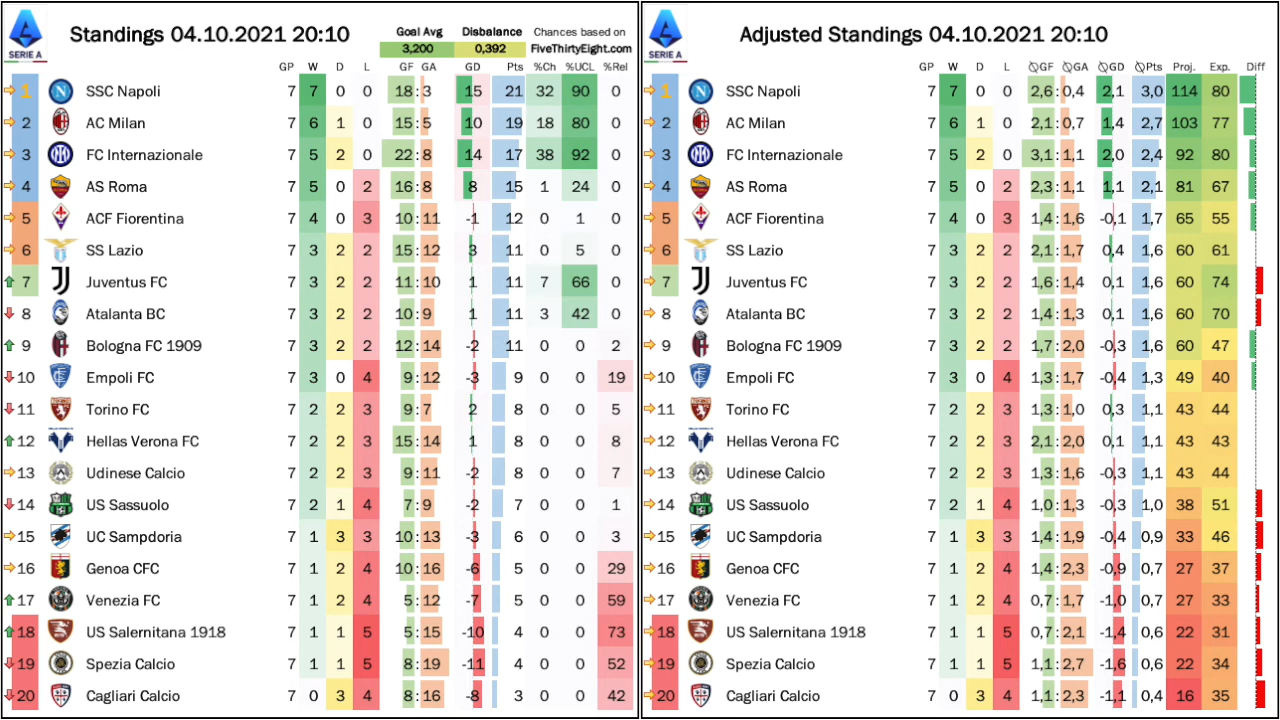 SERIE A
Standings 04.10.2021 20:10
Goal Avg Disbalance Chances based on
3,200 0,392 FiveThirtyEight.com
GP W D L GF GA GD Pts %Ch %UCL %Rel
1 SSC Napoli 7 7 0 0 18:3 15 21 32 90 0
2 AC Milan 7 6 1 0 15:5 10 19 18 80 0
3 FC Internazionale 7 5 2 0 22:8 14 17 38 92 0
4 AS Roma 7 5 0 2 16:8 8 15 1 24 0
5 ACF Fiorentina 7 4 0 3 10:11 -1 12 0 1 0
6 SS Lazio 7 3 2 2 15:12 3 11 0 5 0
7 Juventus FC 7 3 2 2 11:10 1 11 7 66 0
8 Atalanta BC 7 3 2 2 10:9 1 11 3 42 0
9 Bologna FC 1909 7 3 2 2 12:14 -2 11 0 0 2
10 Empoli FC 7 3 0 4 9:12 -3 9 0 0 19
11 Torino FC 7 2 2 3 9:7 2 8 0 0 5
12 Hellas Verona FC 7 2 2 3 15:14 1 8 0 0 8
13 Udinese Calcio 7 2 2 3 9:11 -2 8 0 0 7
14 US Sassuolo 7 2 1 4 7:9 -2 7 0 0 1
15 UC Sampdoria 7 1 3 3 10:13 -3 6 0 0 3
16 Genoa CFC 7 1 2 4 10:16 -6 5 0 0 29
17 Venezia FC 7 1 2 4 5:12 -7 5 0 0 59
18 US Salernitana 1918 7 1 1 5 5:15 -10 4 0 0 73
19 Spezia Calcio 7 1 1 5 8:19 -11 4 0 0 52
20 Cagliari Calcio 7 0 3 4 8:16 -8 3 0 0 42
SERIE A
Adjusted Standings 04.10.2021 20:10
GP W D L ∅GF ∅GA ∅GD ∅Pts Proj. Exp. Diff
1 SSC Napoli 7 7 0 0 2,6:0,4 2,1 3,0 114 80
2 AC Milan 7 6 1 0 2,1:0,7 1,4 2,7 103 77
3 FC Internazionale 7 5 2 0 3,1:1,1 2,0 2,4 92 80
4 AS Roma 7 5 0 2 2,3:1,1 1,1 2,1 81 67
5 ACF Fiorentina 7 4 0 3 1,4:1,6 -0,1 1,7 65 55
6 SS Lazio 7 3 2 2 2,1:1,7 0,4 1,6 60 61
7 Juventus FC 7 3 2 2 1,6:1,4 0,1 1,6 60 74
8 Atalanta BC 7 3 2 2 1,4:1,3 0,1 1,6 60 70
9 Bologna FC 1909 7 3 2 2 1,7:2,0 -0,3 1,6 60 47
10 Empoli FC 7 3 0 4 1,3:1,7 -0,4 1,3 49 40
11 Torino FC 7 2 2 3 1,3:1,0 0,3 1,1 43 44
12 Hellas Verona FC 7 2 2 3 2,1:2,0 0,1 1,1 43 43
13 Udinese Calcio 7 2 2 3 1,3:1,6 -0,3 1,1 43 44
14 US Sassuolo 7 2 1 4 1,0:1,3 -0,3 1,0 38 51
15 UC Sampdoria 7 1 3 3 1,4:1,9 -0,4 0,9 33 46
16 Genoa CFC 7 1 2 4 1,4:2,3 -0,9 0,7 27 37
17 Venezia FC 7 1 2 4 0,7:1,7 -1,0 0,7 27 33
18 US Salernitana 1918 7 1 1 5 0,7:2,1 -1,4 0,6 22 31
19 Spezia Calcio 7 1 1 5 1,1:2,7 -1,6 0,6 22 34
20 Cagliari Calcio 7 0 3 4 1,1:2,3 -1,1 0,4 16 35